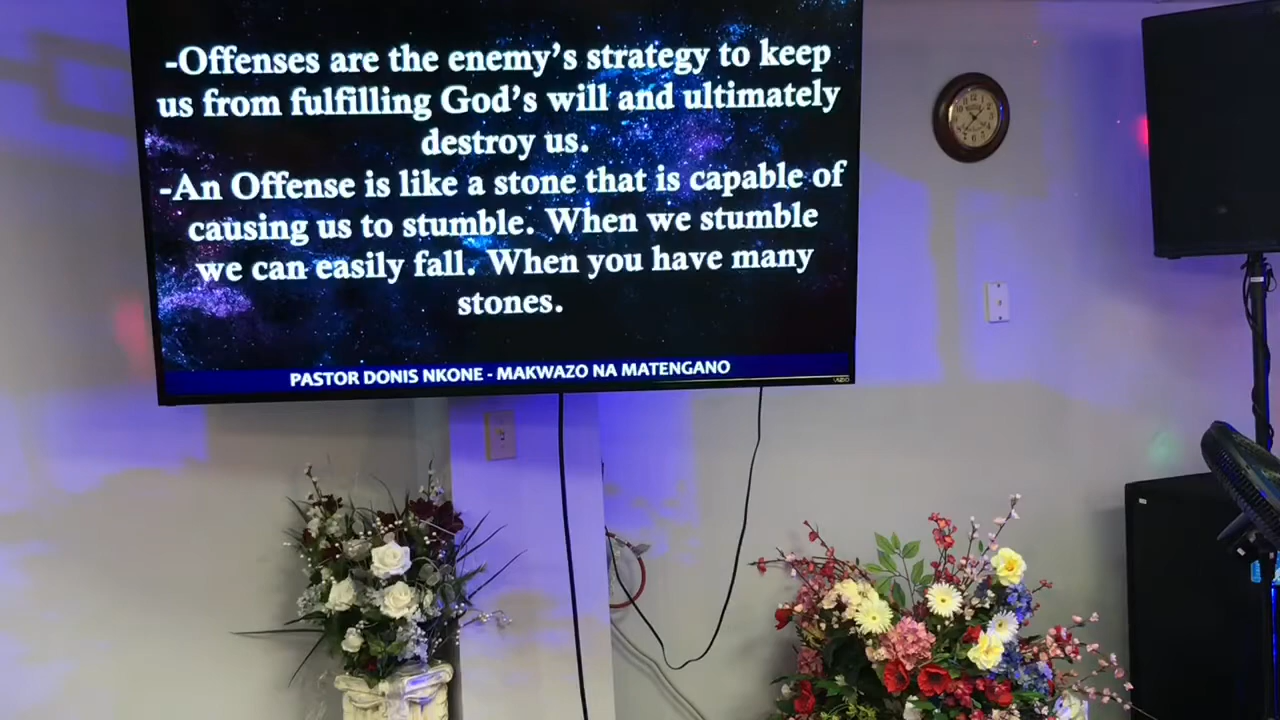 -Offenses are the enemy's strategy to keep
us from fulfilling God's will and ultimately
destroy us.
-An Offense is like a stone that is capable of
causing us to stumble. When we stumble
we can easily fall. When you have many
stones.
PASTOR DONIS NKONE - MAKWAZO NA MATENGANO
VIZIO